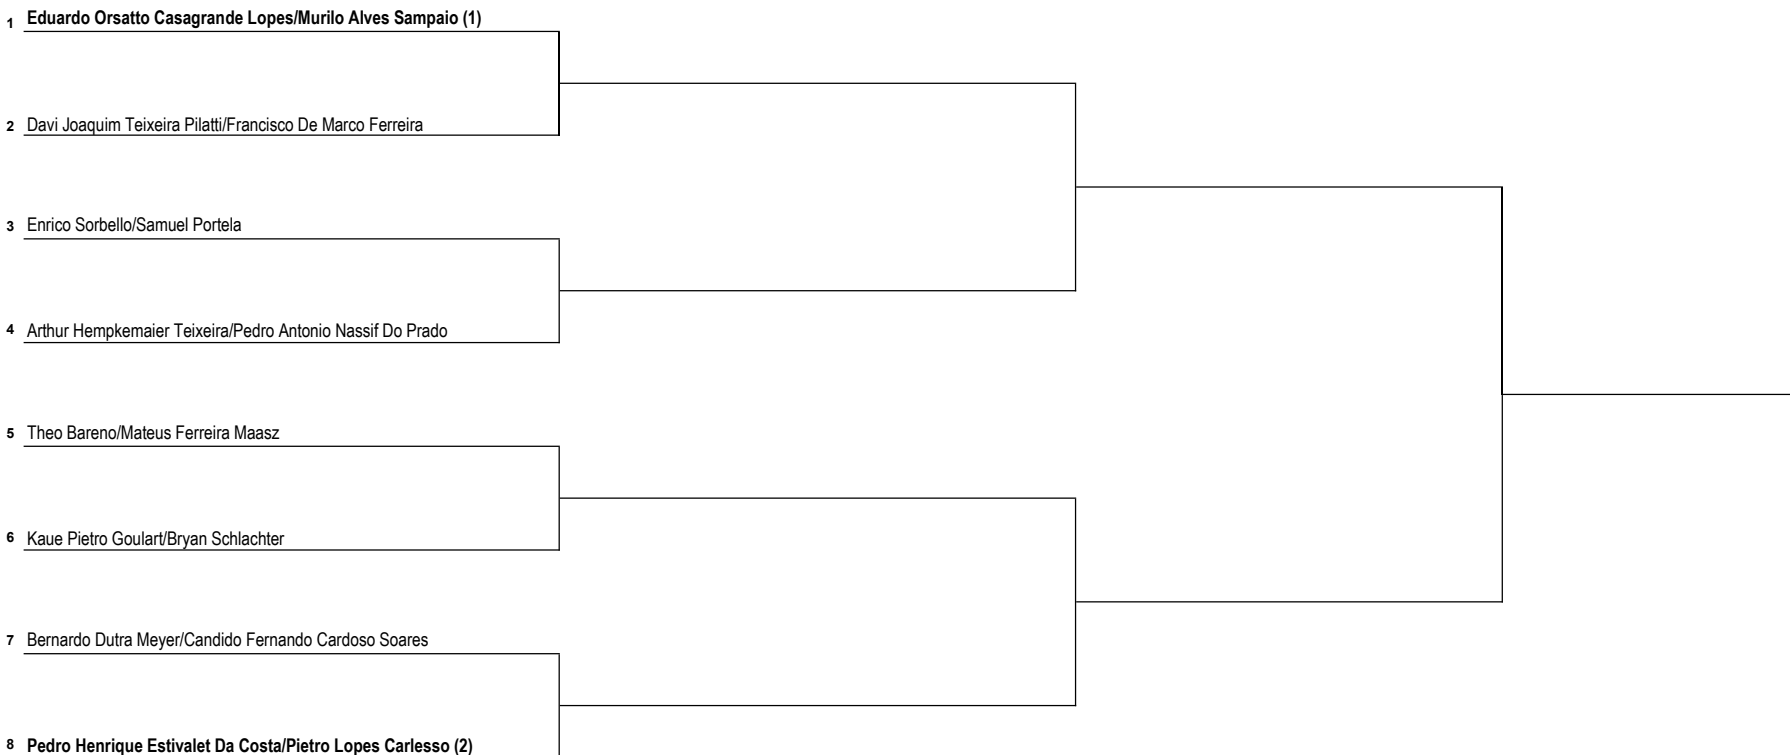 1 Eduardo Orsatto Casagrande Lopes/Murilo Alves Sampaio (1)
2 Davi Joaquim Teixeira Pilatti/Francisco De Marco Ferreira
3 Enrico Sorbello/Samuel Portela
4 Arthur Hempkemaier Teixeira/Pedro Antonio Nassif Do Prado
5 Theo Bareno/Mateus Ferreira Maasz
6 Kaue Pietro Goulart/Bryan Schlachter
7 Bernardo Dutra Meyer/Candido Fernando Cardoso Soares
8 Pedro Henrique Estivalet Da Costa/Pietro Lopes Carlesso (2)